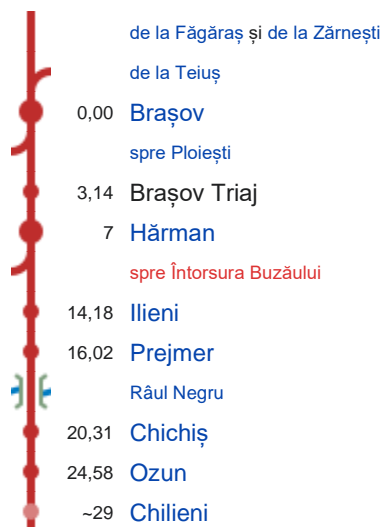 de la Făgăraș și de la Zărnești
de la Teiuș
0,00 Brașov
spre Ploiești
3,14 Brașov Triaj
7 Hărman
spre Întorsura Buzăului
14,18 Ilieni
16,02 Prejmer
Râul Negru
20,31 Chichiș
24,58 Ozun
~29 Chilieni